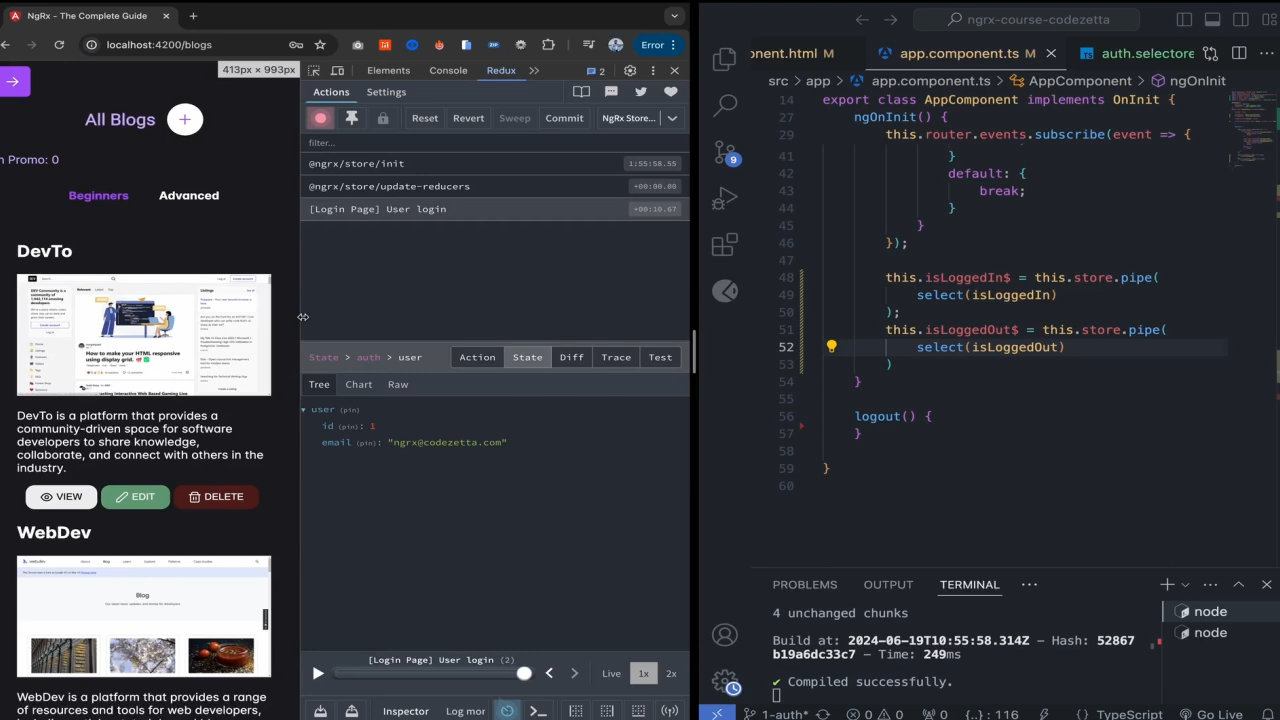 NgRx - The Complete Guide
localhost:4200/blogs
Error
413px × 993px
Elements
Console
Redux
2
Actions
Settings
Reset
Revert
Sweep
Commit
NgRx Store...
filter...
@ngrx/store/init
1:55:58.55
@ngrx/store/update-reducers
+00:00.00
[Login Page] User login
+00:10.67
All Blogs
n Promo: 0
Beginners
Advanced
DevTo
How to make your HTML responsive
using display grid.
DevTo is a platform that provides a
community-driven space for software
developers to share knowledge,
collaborate, and connect with others in the
industry.
VIEW
EDIT
DELETE
WebDev
Blog
WebDev is a platform that provides a range
of resources and tools for web developers,
State > auth > user
Action
State
Diff
Trace
Test
Tree
Chart
Raw
user (pin)
id (pin): 1
email (pin): "ngrx@codezetta.com"
[Login Page] User login (2)
Live
1x
2x
Inspector
Log mor
ngrx-course-codezetta
onent.html M
app.component.ts M
auth.selectors
src > app > app.component.ts > AppComponent > ngOnInit
14 export class AppComponent implements OnInit {
27 ngOnInit() {
29 this.router.events.subscribe(event => {
41 }
42 default: {
43 break;
44 }
45 }
46 });
47
48 this.loggedIn$ = this.store.pipe(
49 select(isLoggedIn)
50 );
51 this.loggedOut$ = this.store.pipe(
52 select(isLoggedOut)
53 )
54 }
55
56 logout() {
57 }
58
59 }
60
9
PROBLEMS
OUTPUT
TERMINAL
4 unchanged chunks
Build at: 2024-06-19T10:55:58.314Z - Hash: 52867
b19a6dc33c7 - Time: 249ms
✔ Compiled successfully.
node
node
1-auth*
0
0
0
{..}: 116
TypeScript
Go Live